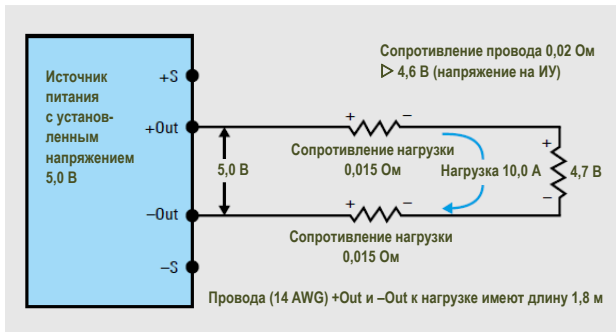 Источник
питания
с установ-
ленным
напряжением
5,0 В
+S
+Out
–Out
–S
5,0 В
Сопротивление провода 0,02 Ом
▷ 4,6 В (напряжение на ИУ)
+ –
Сопротивление нагрузки
0,015 Ом
Нагрузка 10,0 А
+
4,7 В
–
+ –
Сопротивление нагрузки
0,015 Ом
Провода (14 AWG) +Out и –Out к нагрузке имеют длину 1,8 м